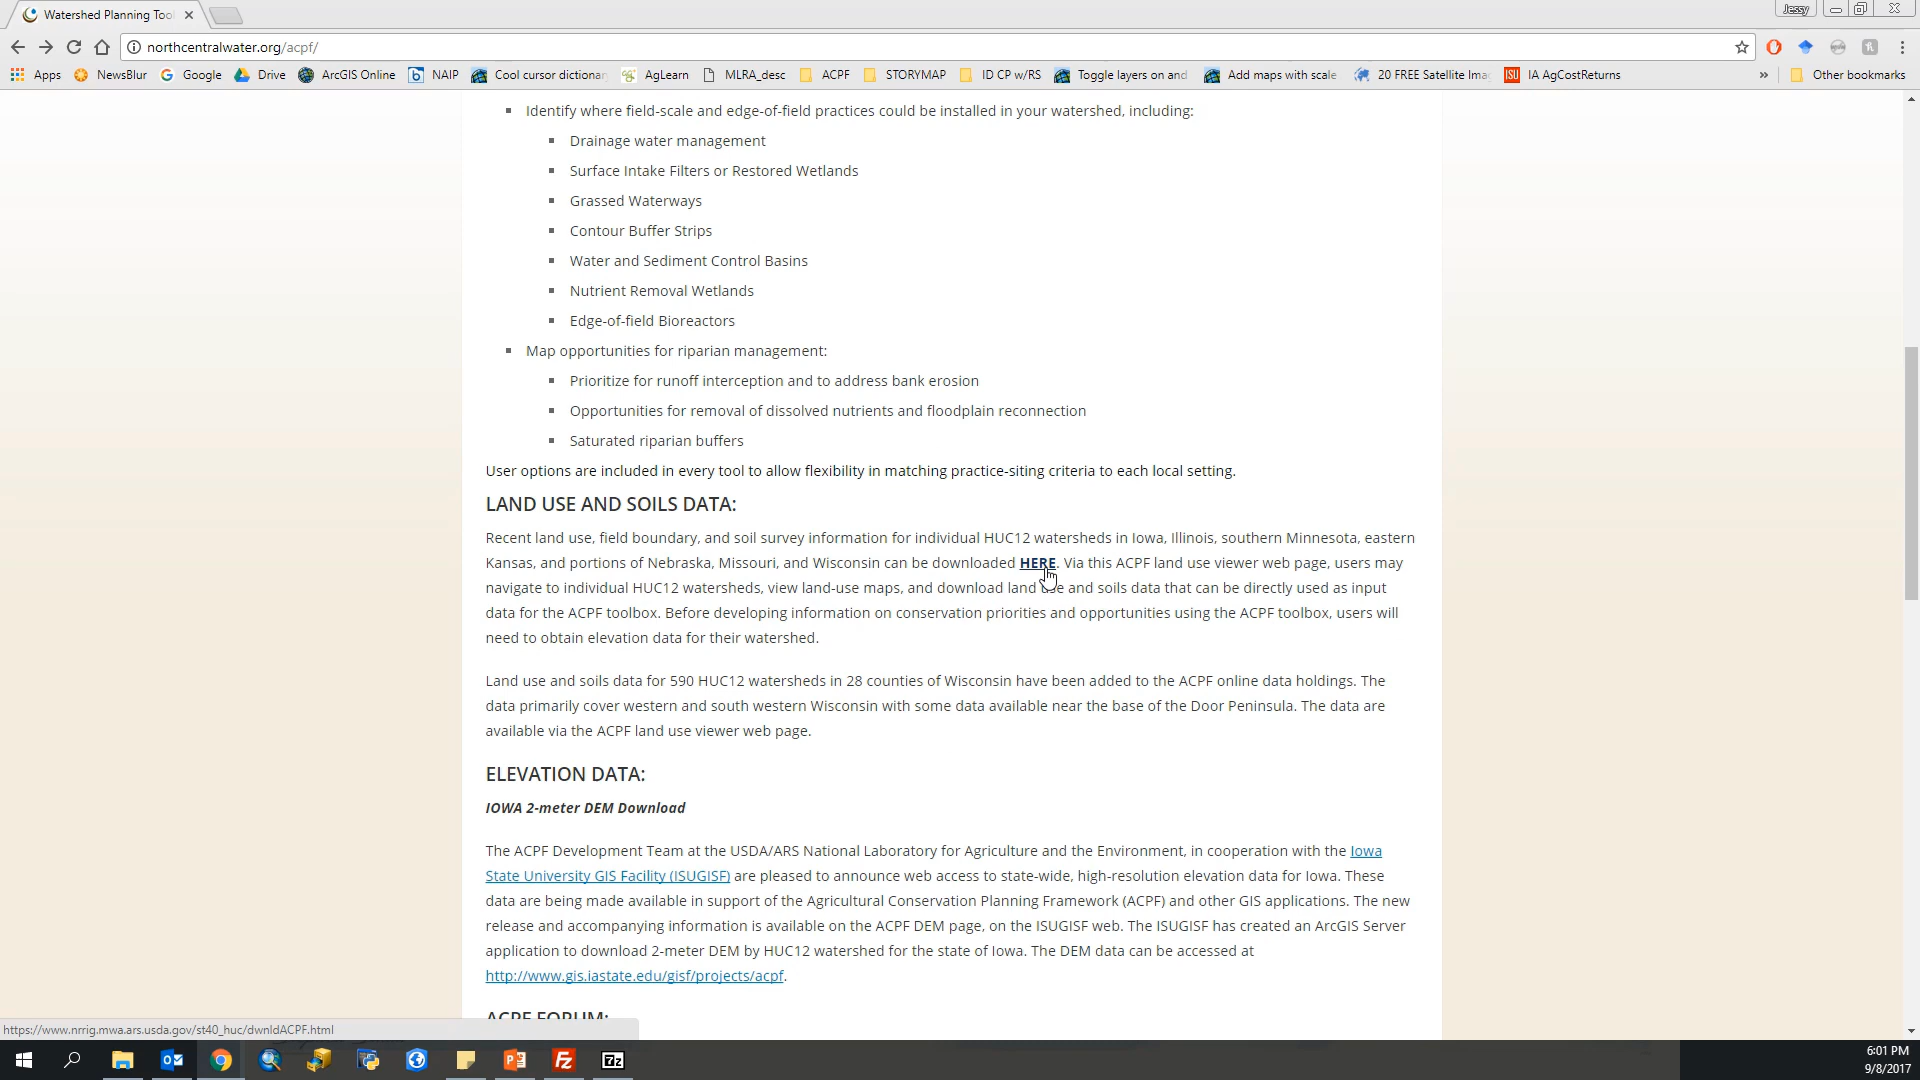 Watershed Planning Too
Jessy
northcentralwater.org/acpf/
Apps NewsBlur Google Drive ArcGIS Online NAIP Cool cursor dictionar AgLearn MLRA_desc ACPF STORYMAP ID CP w/RS Toggle layers on and Add maps with scale 20 FREE Satellite Ima ISU IA AgCostReturns » Other bookmarks
Identify where field-scale and edge-of-field practices could be installed in your watershed, including:
Drainage water management
Surface Intake Filters or Restored Wetlands
Grassed Waterways
Contour Buffer Strips
Water and Sediment Control Basins
Nutrient Removal Wetlands
Edge-of-field Bioreactors
Map opportunities for riparian management:
Prioritize for runoff interception and to address bank erosion
Opportunities for removal of dissolved nutrients and floodplain reconnection
Saturated riparian buffers
User options are included in every tool to allow flexibility in matching practice-siting criteria to each local setting.
LAND USE AND SOILS DATA:
Recent land use, field boundary, and soil survey information for individual HUC12 watersheds in Iowa, Illinois, southern Minnesota, eastern
Kansas, and portions of Nebraska, Missouri, and Wisconsin can be downloaded HERE. Via this ACPF land use viewer web page, users may
navigate to individual HUC12 watersheds, view land-use maps, and download land use and soils data that can be directly used as input
data for the ACPF toolbox. Before developing information on conservation priorities and opportunities using the ACPF toolbox, users will
need to obtain elevation data for their watershed.
Land use and soils data for 590 HUC12 watersheds in 28 counties of Wisconsin have been added to the ACPF online data holdings. The
data primarily cover western and south western Wisconsin with some data available near the base of the Door Peninsula. The data are
available via the ACPF land use viewer web page.
ELEVATION DATA:
IOWA 2-meter DEM Download
The ACPF Development Team at the USDA/ARS National Laboratory for Agriculture and the Environment, in cooperation with the Iowa
State University GIS Facility (ISUGISF) are pleased to announce web access to state-wide, high-resolution elevation data for Iowa. These
data are being made available in support of the Agricultural Conservation Planning Framework (ACPF) and other GIS applications. The new
release and accompanying information is available on the ACPF DEM page, on the ISUGISF web. The ISUGISF has created an ArcGIS Server
application to download 2-meter DEM by HUC12 watershed for the state of Iowa. The DEM data can be accessed at
http://www.gis.iastate.edu/gisf/projects/acpf.
ACPF FORUM:
https://www.nrrig.mwa.ars.usda.gov/st40_huc/dwnldACPF.html
7z
6:01 PM
9/8/2017